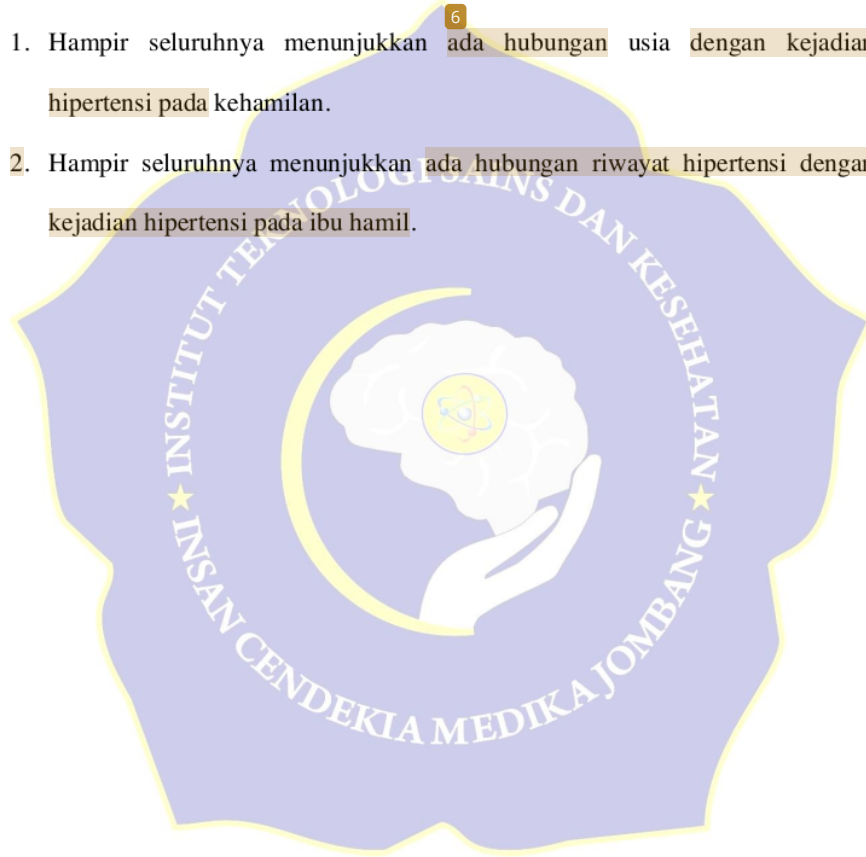 6
1. Hampir seluruhnya menunjukkan ada hubungan usia dengan kejadian
hipertensi pada kehamilan.
2. Hampir seluruhnya menunjukkan ada hubungan riwayat hipertensi dengan
kejadian hipertensi pada ibu hamil.
INSTITUT TEKNOLOGI SAINS DAN KESEHATAN
INSAN CENDEKIA MEDIKA JOMBANG